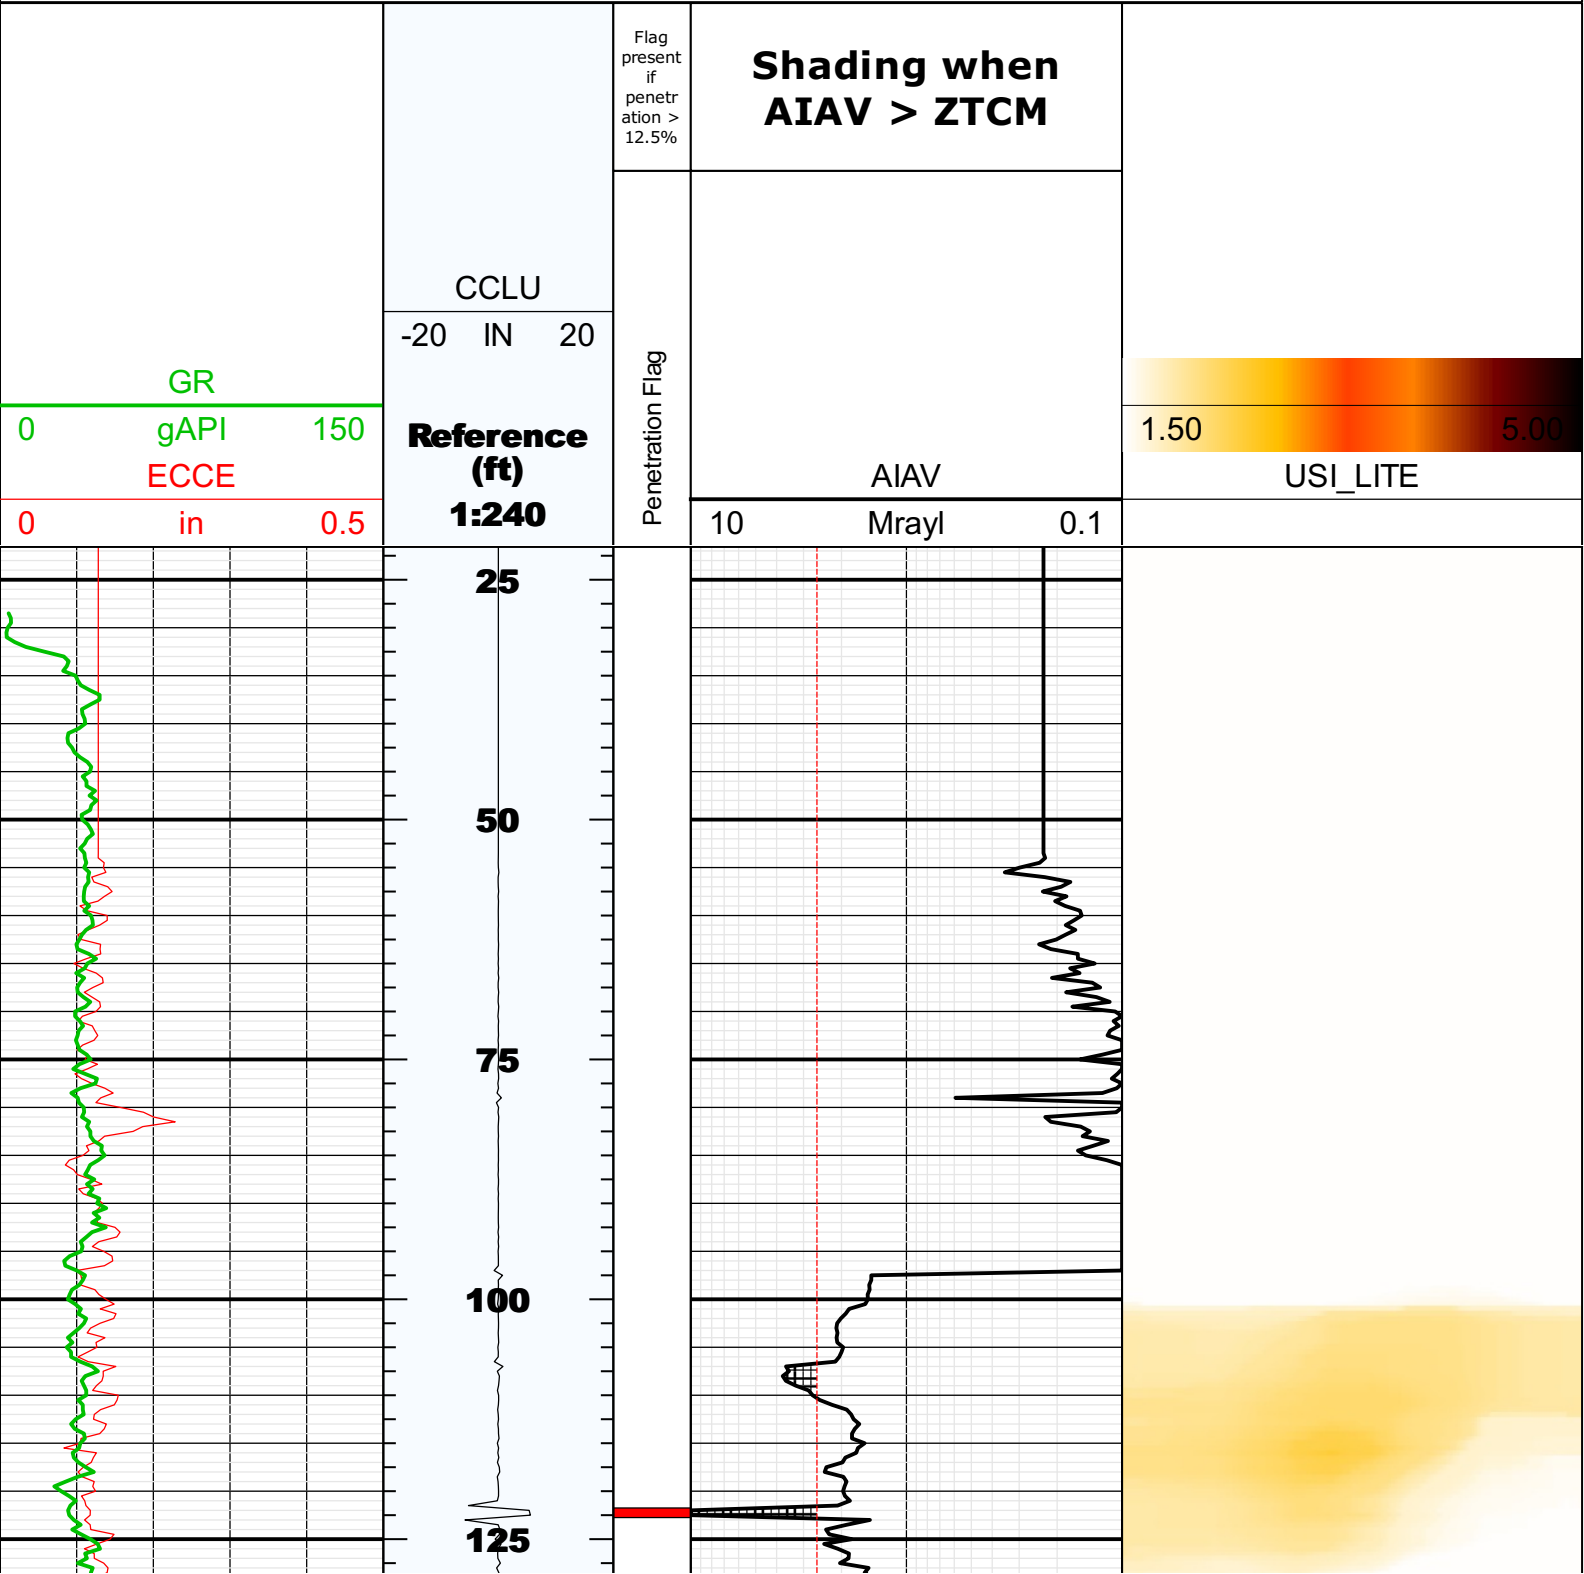 Flag
present
if
penetr
ation >
12.5%
Shading when
AIAV > ZTCM
CCLU
-20 IN 20
GR
0 gAPI 150
ECCE
0 in 0.5
Reference
(ft)
1:240
Penetration Flag
AIAV
10 Mrayl 0.1
1.50 5.00
USI_LITE
25
50
75
100
125